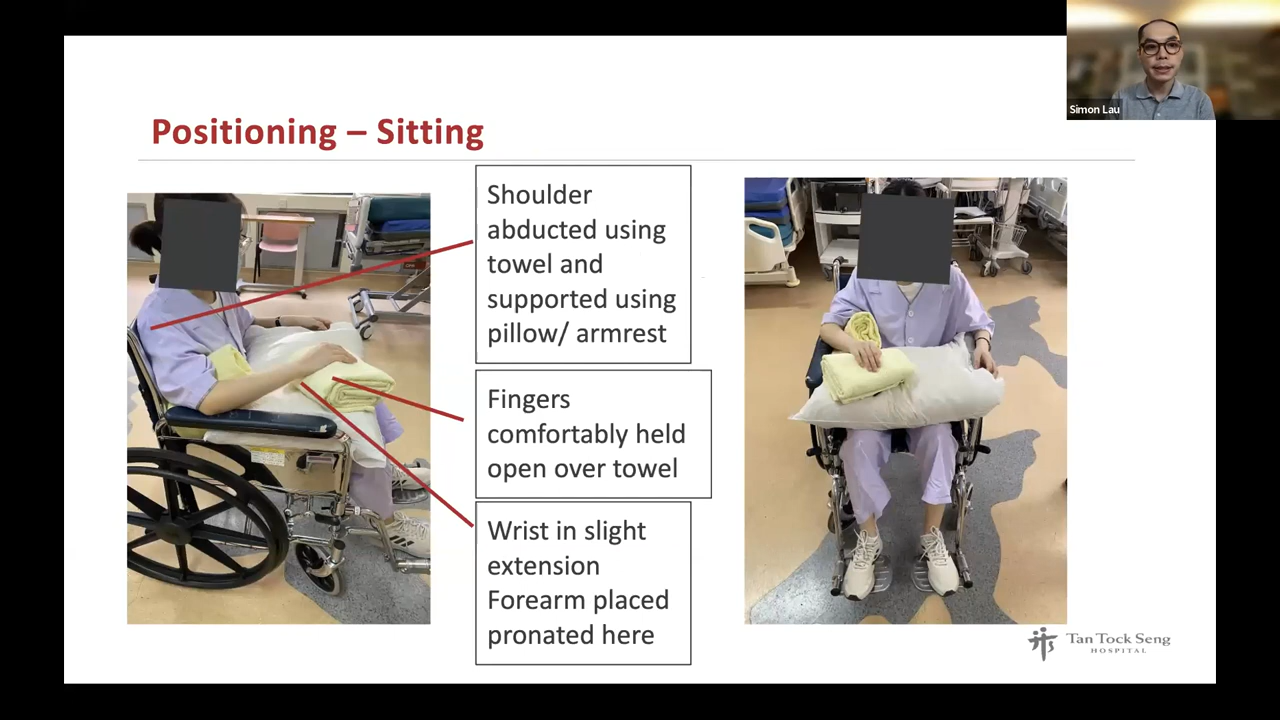 Simon Lau
Positioning – Sitting
Shoulder
abducted using
towel and
supported using
pillow/ armrest
Fingers
comfortably held
open over towel
Wrist in slight
extension
Forearm placed
pronated here
Tan Tock Seng
HOSPITAL